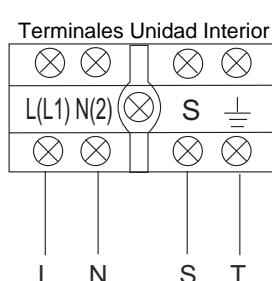 Terminales Unidad Interior
L(L1) N(2) S
L N S T